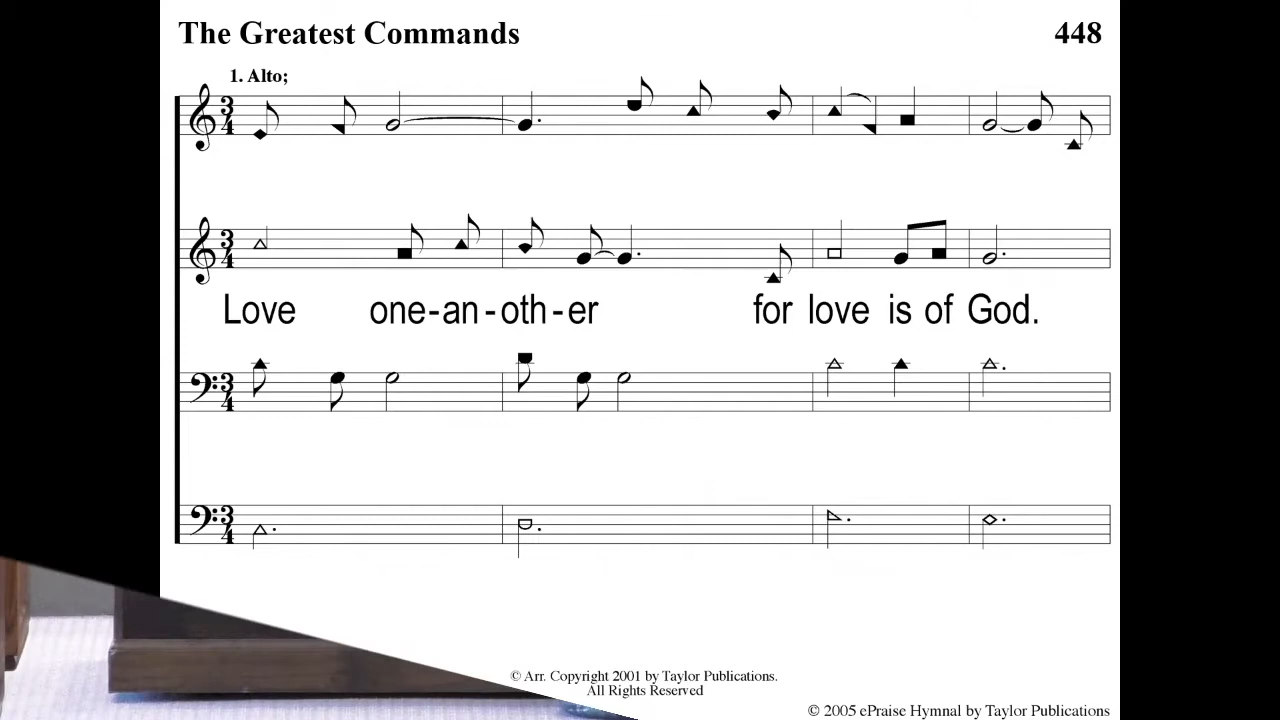 The Greatest Commands 448
1. Alto;
Love one-an-oth-er for love is of God.
© Arr. Copyright 2001 by Taylor Publications.
All Rights Reserved
© 2005 ePraise Hymnal by Taylor Publications